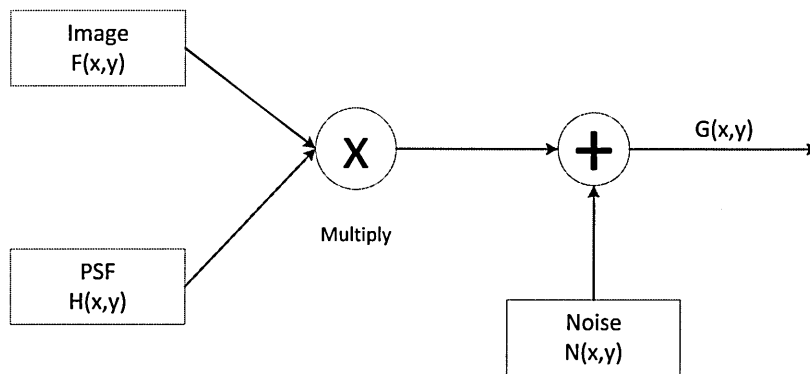 Image
F(x,y)
X
Multiply
PSF
H(x,y)
+
G(x,y)
Noise
N(x,y)